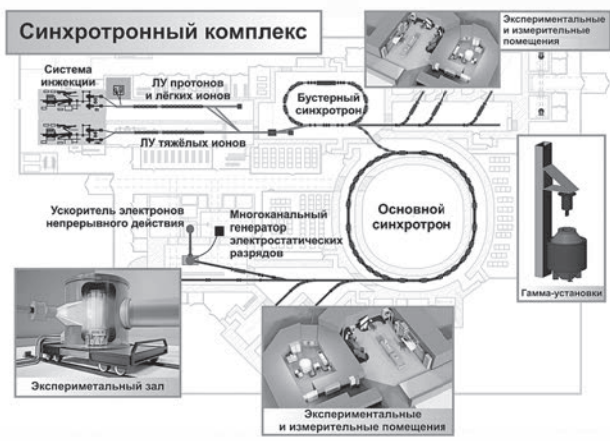 Синхротронный комплекс
Экспериментальные
и измерительные
помещения
Система
инжекции
ЛУ протонов
и лёгких ионов
Бустерный
синхротрон
ЛУ тяжёлых ионов
Ускоритель электронов
непрерывного действия
Многоканальный
генератор
электростатических
разрядов
Основной
синхротрон
Гамма-установки
Экспериметальный зал
Экспериментальные
и измерительные помещения